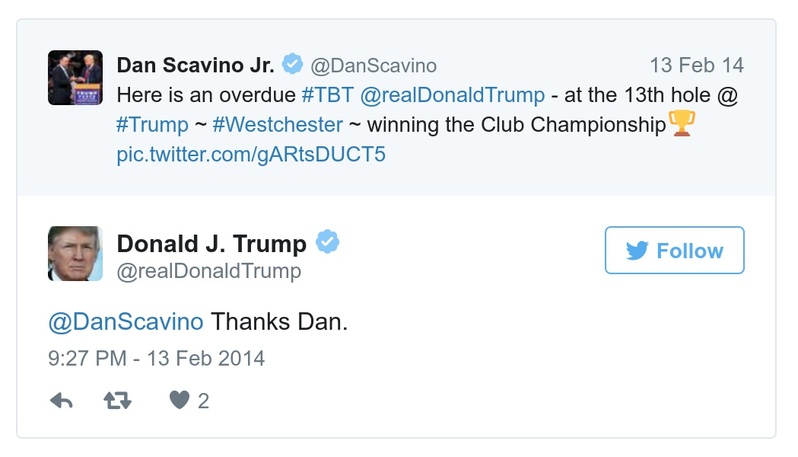 Dan Scavino Jr. @DanScavino 13 Feb 14
Here is an overdue #TBT @realDonaldTrump - at the 13th hole @
#Trump ~ #Westchester ~ winning the Club Championship🏆
pic.twitter.com/gARtsDUCT5
Donald J. Trump
@realDonaldTrump
Follow
@DanScavino Thanks Dan.
9:27 PM - 13 Feb 2014
2